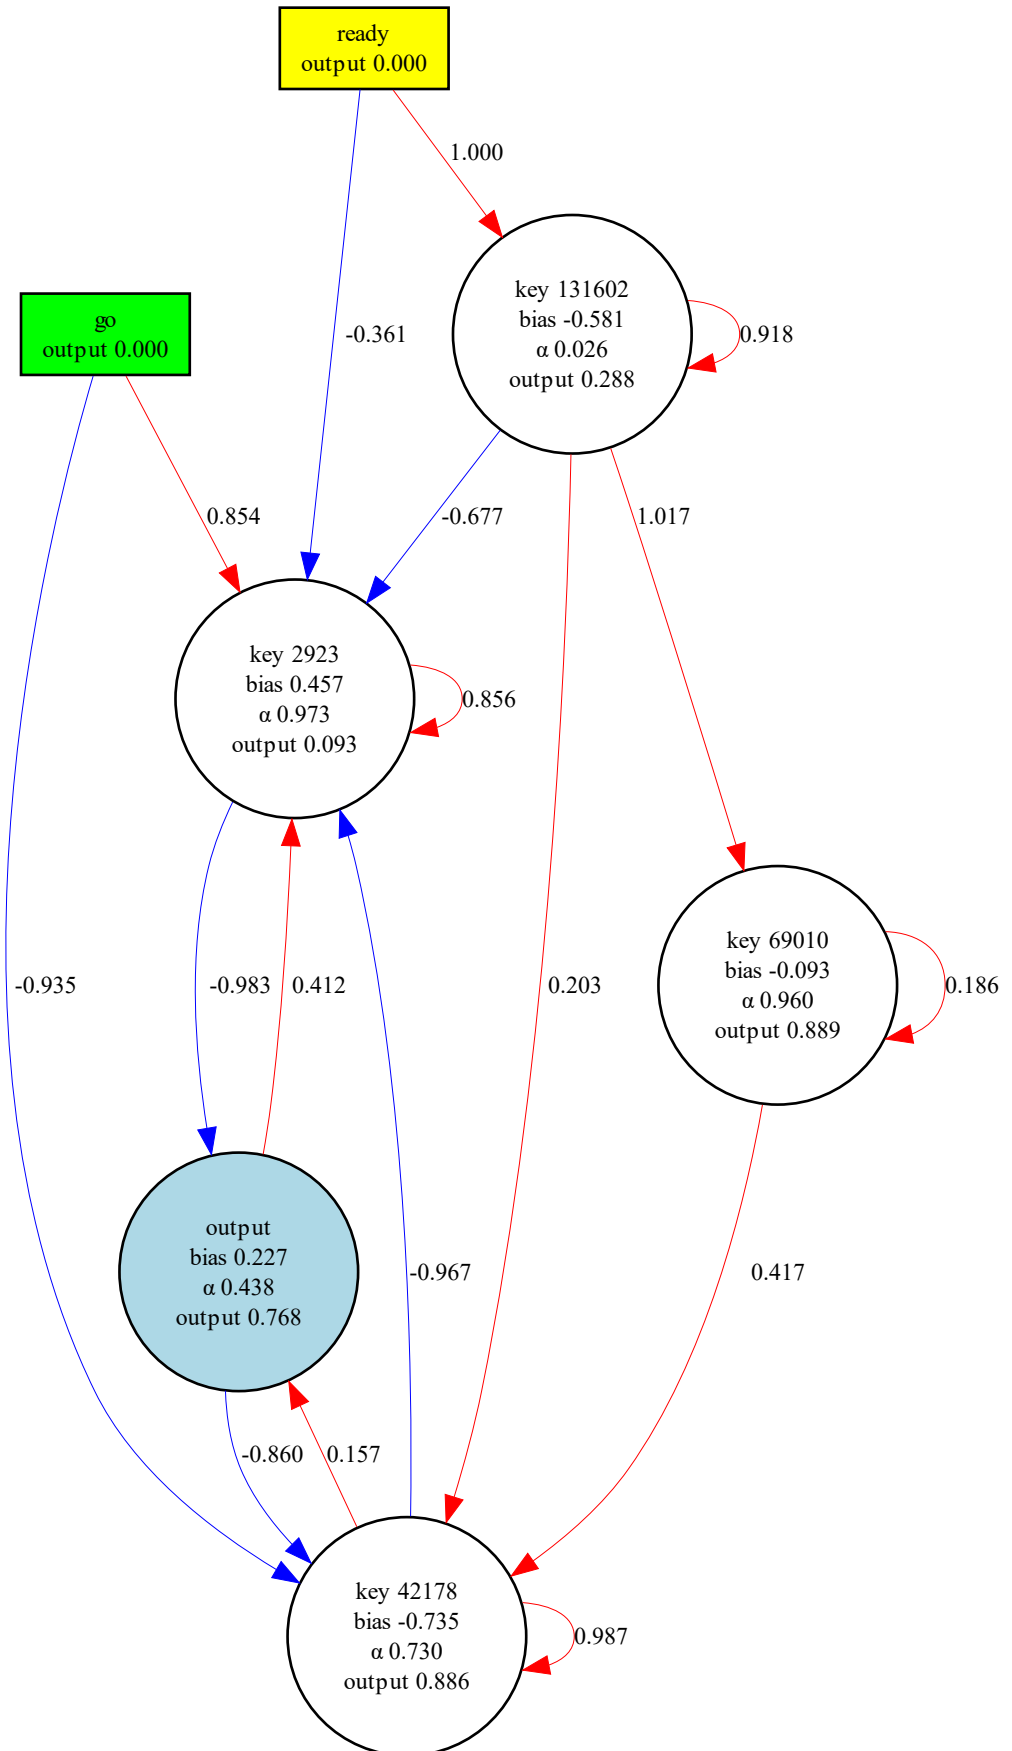 ready
output 0.000
1.000
key 131602
bias -0.581
α 0.026
output 0.288
0.918
-0.361
go
output 0.000
0.854
-0.677
1.017
key 2923
bias 0.457
α 0.973
output 0.093
0.856
key 69010
bias -0.093
α 0.960
output 0.889
0.186
-0.935
-0.983
0.412
0.203
output
bias 0.227
α 0.438
output 0.768
-0.967
0.417
-0.860
0.157
key 42178
bias -0.735
α 0.730
output 0.886
0.987